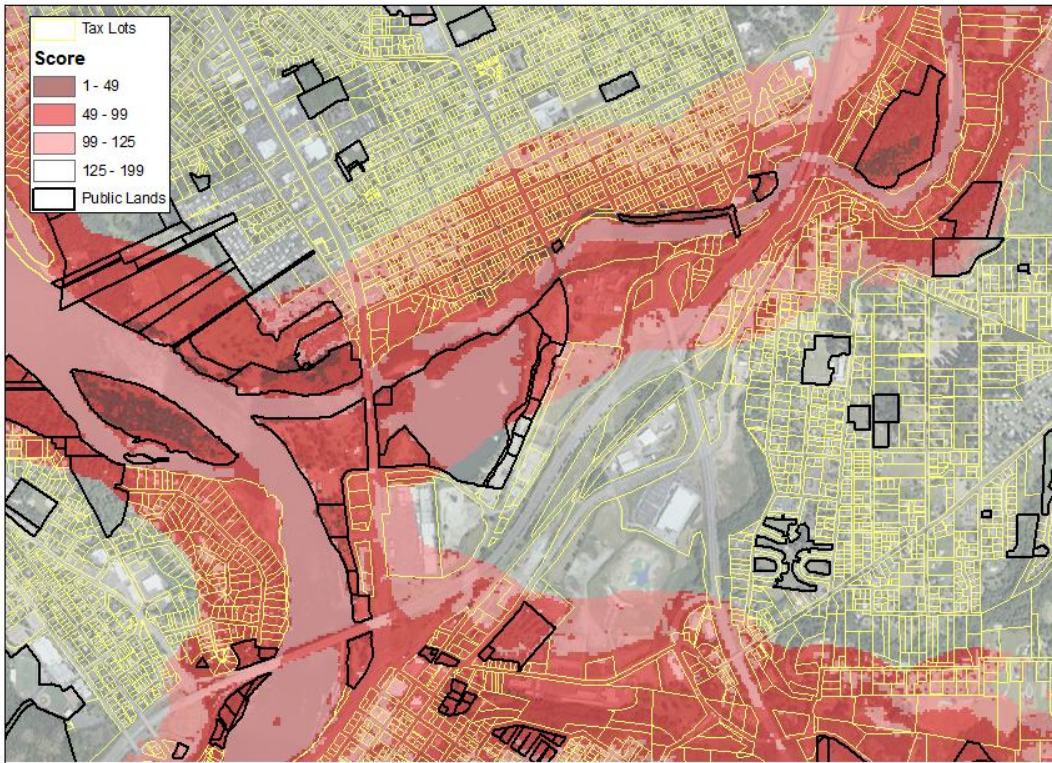 Tax Lots
Score
1 - 49
49 - 99
99 - 125
125 - 199
Public Lands